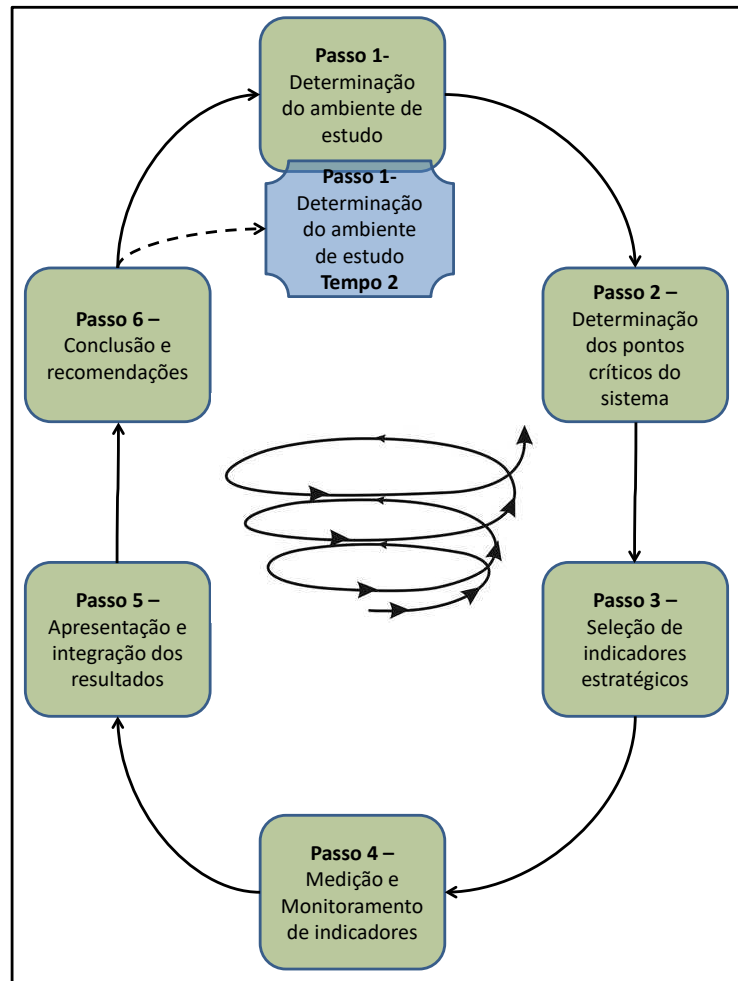 Passo 1-
Determinação
do ambiente de
estudo
Passo 1-
Determinação
do ambiente
de estudo
Tempo 2
Passo 2 –
Determinação
dos pontos
críticos do
sistema
Passo 3 –
Seleção de
indicadores
estratégicos
Passo 4 –
Medição e
Monitoramento
de indicadores
Passo 5 –
Apresentação e
integração dos
resultados
Passo 6 –
Conclusão e
recomendações